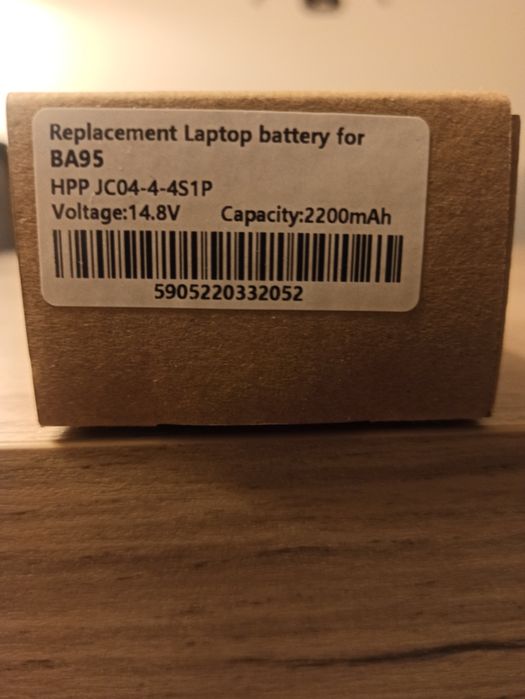 Replacement Laptop battery for
BA95
HPP JC04-4-4S1P
Voltage:14.8V Capacity:2200mAh
5905220332052